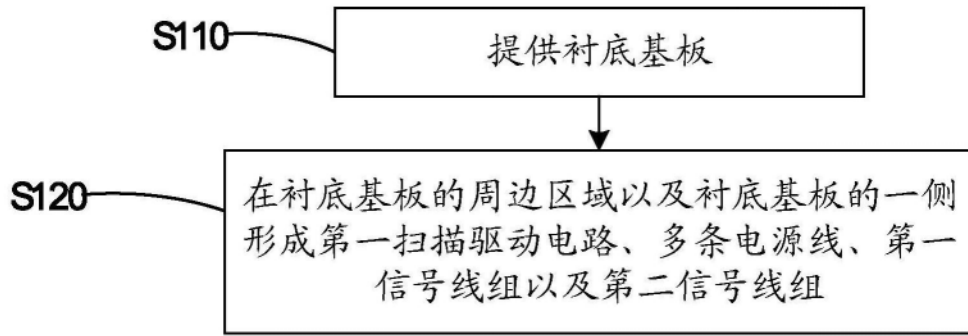 S110
提供衬底基板
S120
在衬底基板的周边区域以及衬底基板的一侧
形成第一扫描驱动电路、多条电源线、第一
信号线组以及第二信号线组